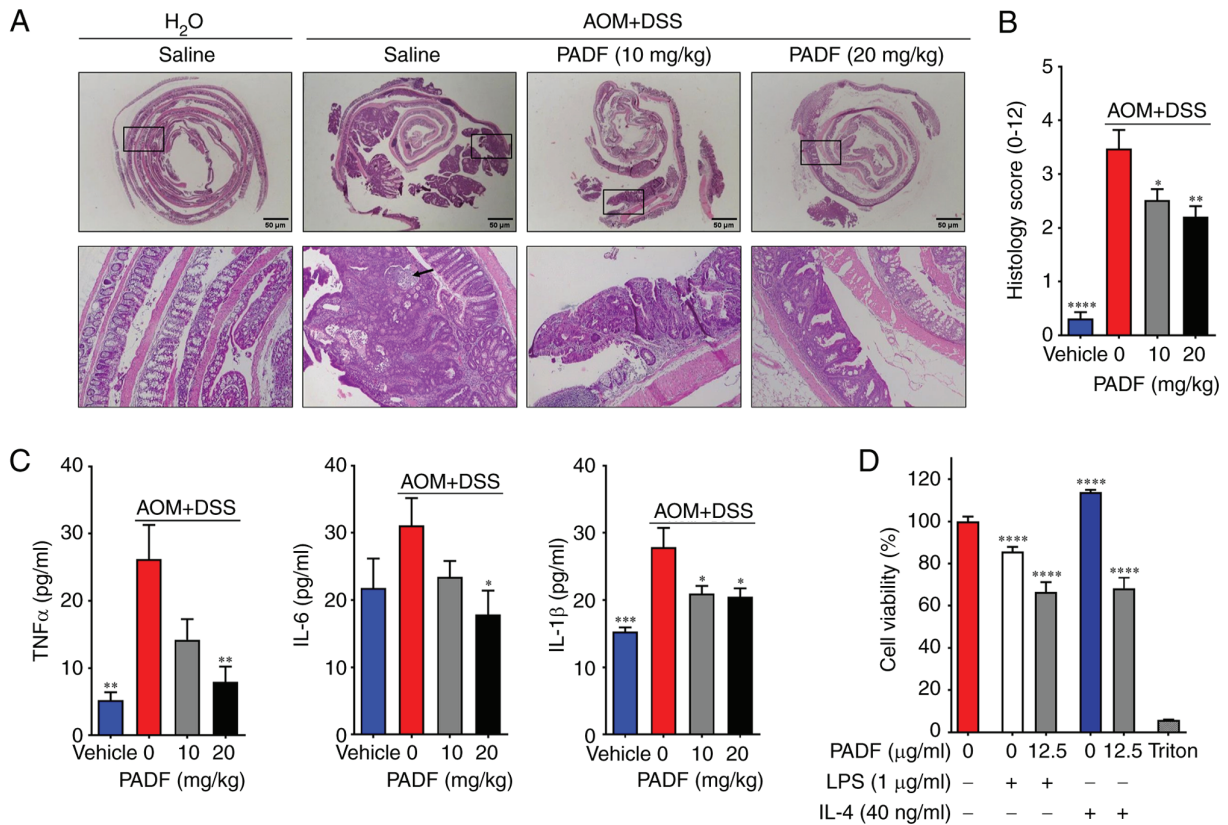 A
H2O
AOM+DSS
Saline
Saline
PADF (10 mg/kg)
PADF (20 mg/kg)
50 µm
50 µm
50 µm
50 µm
B
Histology score (0-12)
5
4
3
2
1
0
AOM+DSS
****
*
**
Vehicle 0 10 20
PADF (mg/kg)
C
TNFα (pg/ml)
40
30
20
10
0
AOM+DSS
**
**
Vehicle 0 10 20
PADF (mg/kg)
IL-6 (pg/ml)
40
30
20
10
0
AOM+DSS
*
Vehicle 0 10 20
PADF (mg/kg)
IL-1β (pg/ml)
40
30
20
10
0
AOM+DSS
***
*
*
Vehicle 0 10 20
PADF (mg/kg)
D
Cell viability (%)
120
100
80
60
40
20
0
****
****
****
****
PADF (µg/ml) 0 0 12.5 0 12.5 Triton
LPS (1 µg/ml) – + + – –
IL-4 (40 ng/ml) – – – + +